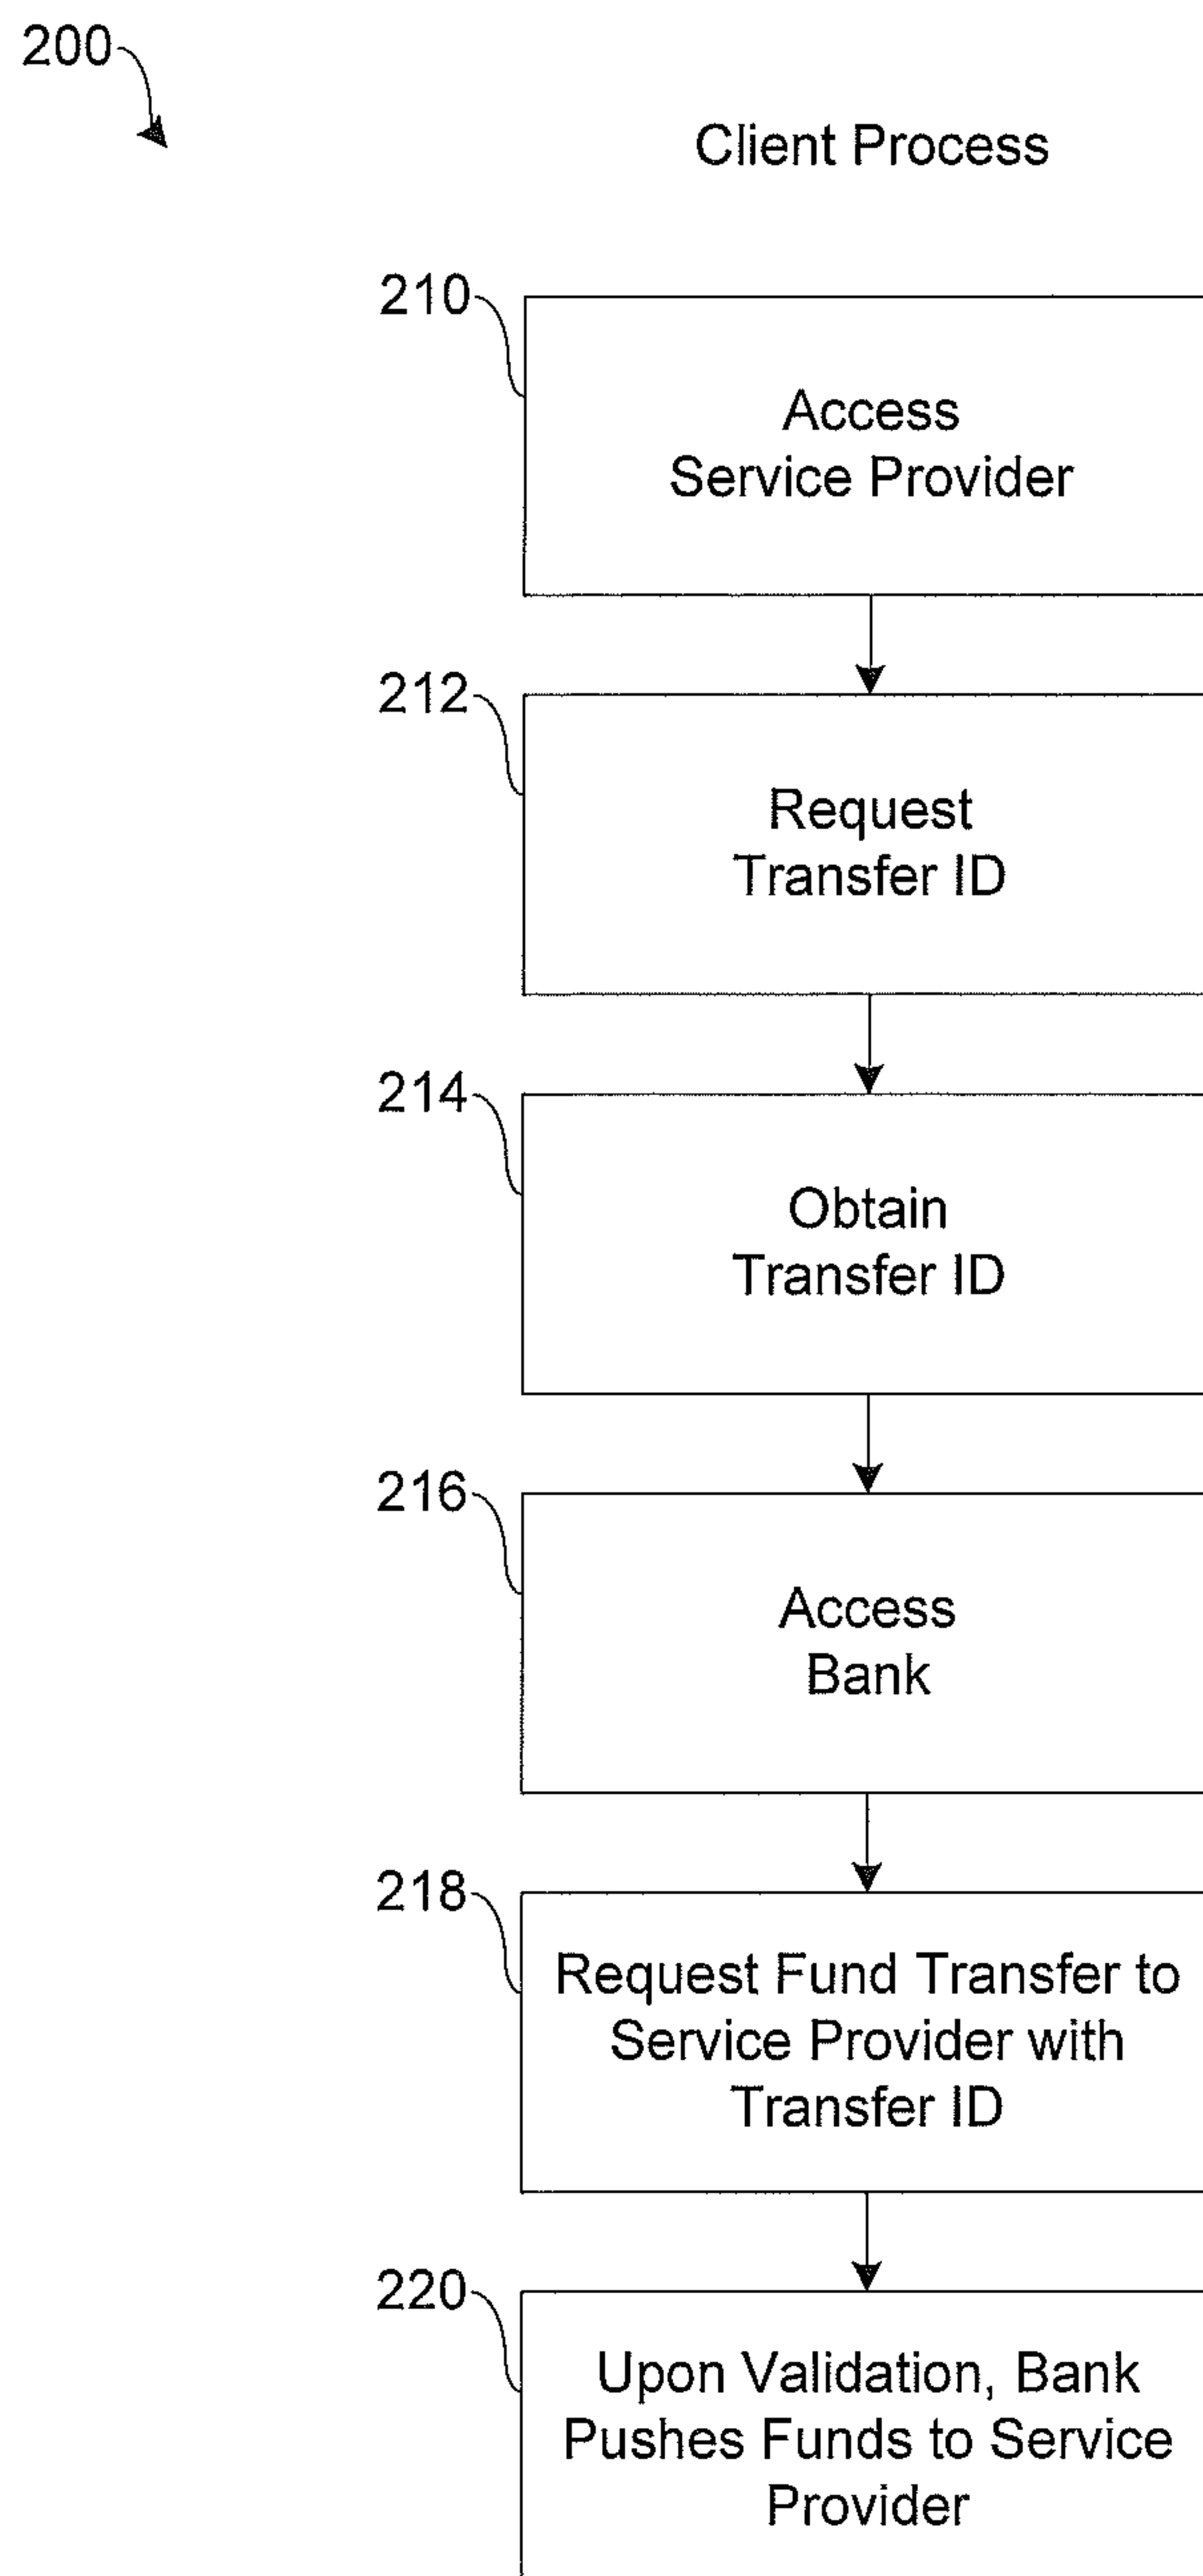 200
Client Process
210
Access
Service Provider
212
Request
Transfer ID
214
Obtain
Transfer ID
216
Access
Bank
218
Request Fund Transfer to
Service Provider with
Transfer ID
220
Upon Validation, Bank
Pushes Funds to Service
Provider